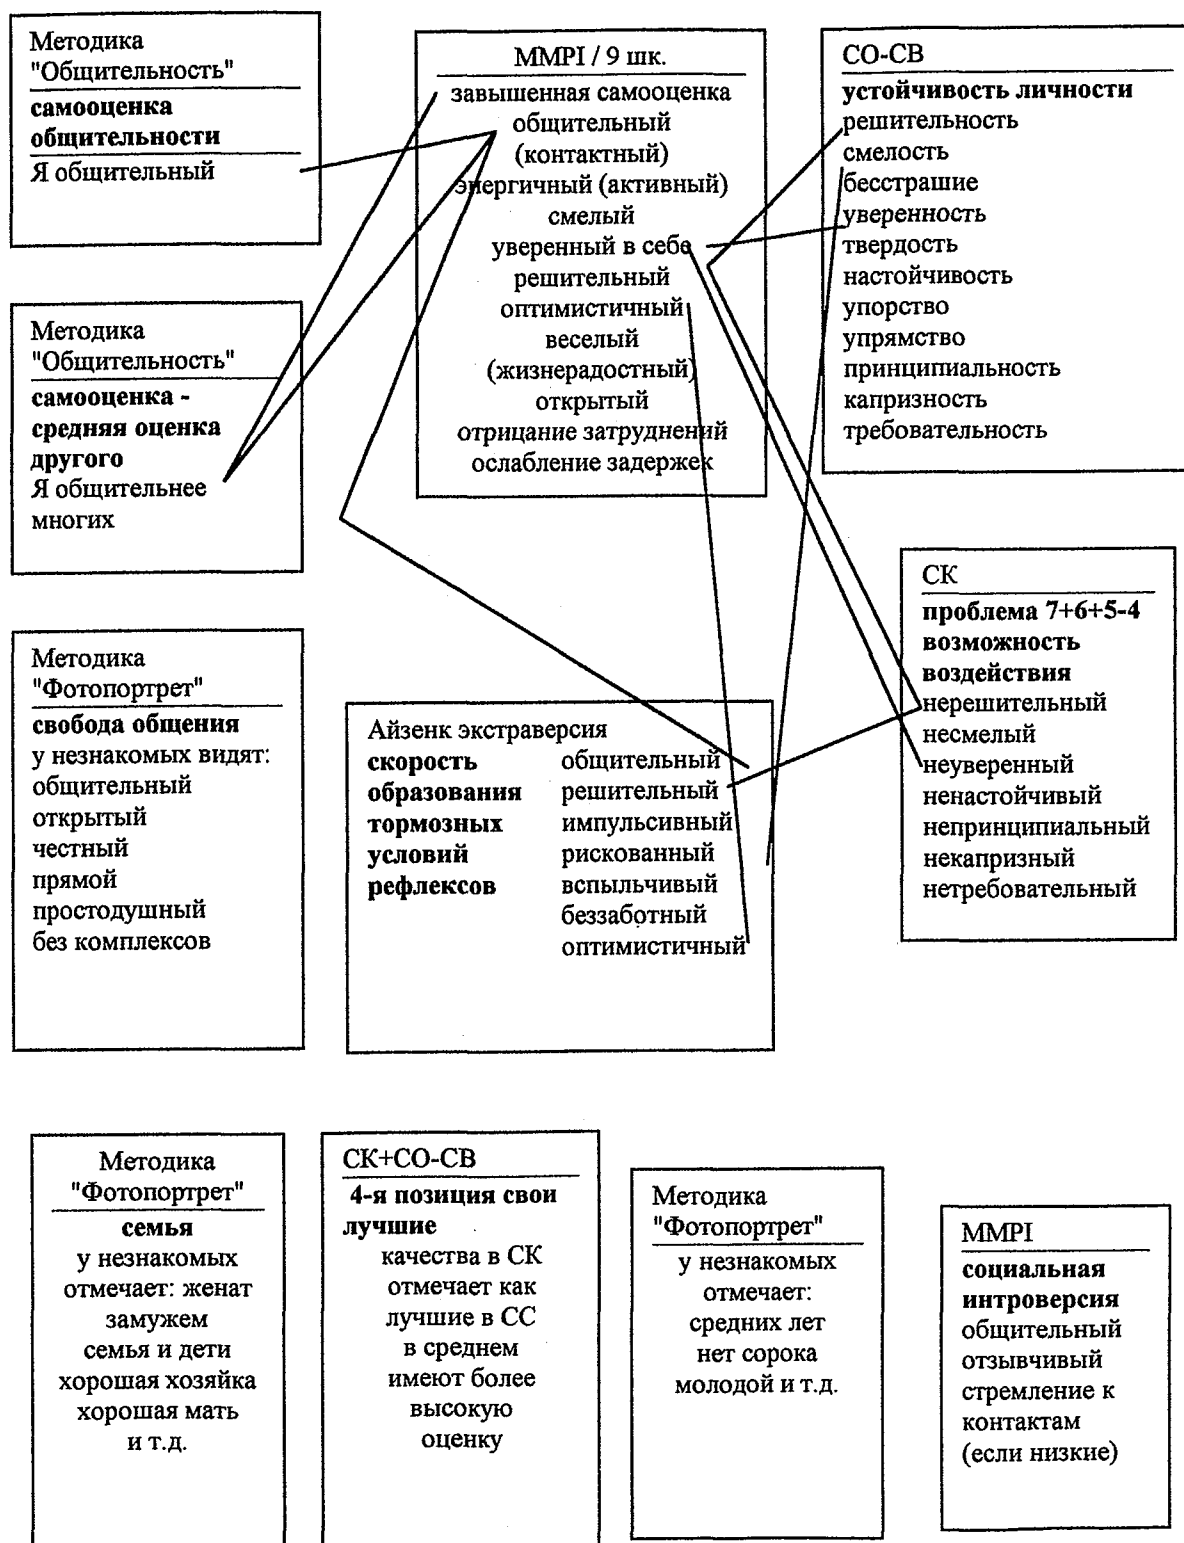 Методика
"Общительность"
самооценка
общительности
Я общительный
MMPI / 9 шк.
завышенная самооценка
общительный
(контактный)
энергичный (активный)
смелый
уверенный в себе
решительный
оптимистичный
веселый
(жизнерадостный)
открытый
отрицание затруднений
ослабление задержек
СО-СВ
устойчивость личности
решительность
смелость
бесстрашие
уверенность
твердость
настойчивость
упорство
упрямство
принципиальность
капризность
требовательность
Методика
"Общительность"
самооценка -
средняя оценка
другого
Я общительнее
многих
СК
проблема 7+6+5-4
возможность
воздействия
нерешительный
несмелый
неуверенный
ненастойчивый
непринципиальный
некапризный
нетребовательный
Методика
"Фотопортрет"
свобода общения
у незнакомых видят:
общительный
открытый
честный
прямой
простодушный
без комплексов
Айзенк экстраверсия
скорость общительный
образования решительный
тормозных импульсивный
условий рискованный
рефлексов вспыльчивый
беззаботный
оптимистичный
Методика
"Фотопортрет"
семья
у незнакомых
отмечает: женат
замужем
семья и дети
хорошая хозяйка
хорошая мать
и т.д.
СК+СО-СВ
4-я позиция свои
лучшие
качества в СК
отмечает как
лучшие в СС
в среднем
имеют более
высокую
оценку
Методика
"Фотопортрет"
у незнакомых
отмечает:
средних лет
нет сорока
молодой и т.д.
MMPI
социальная
интроверсия
общительный
отзывчивый
стремление к
контактам
(если низкие)